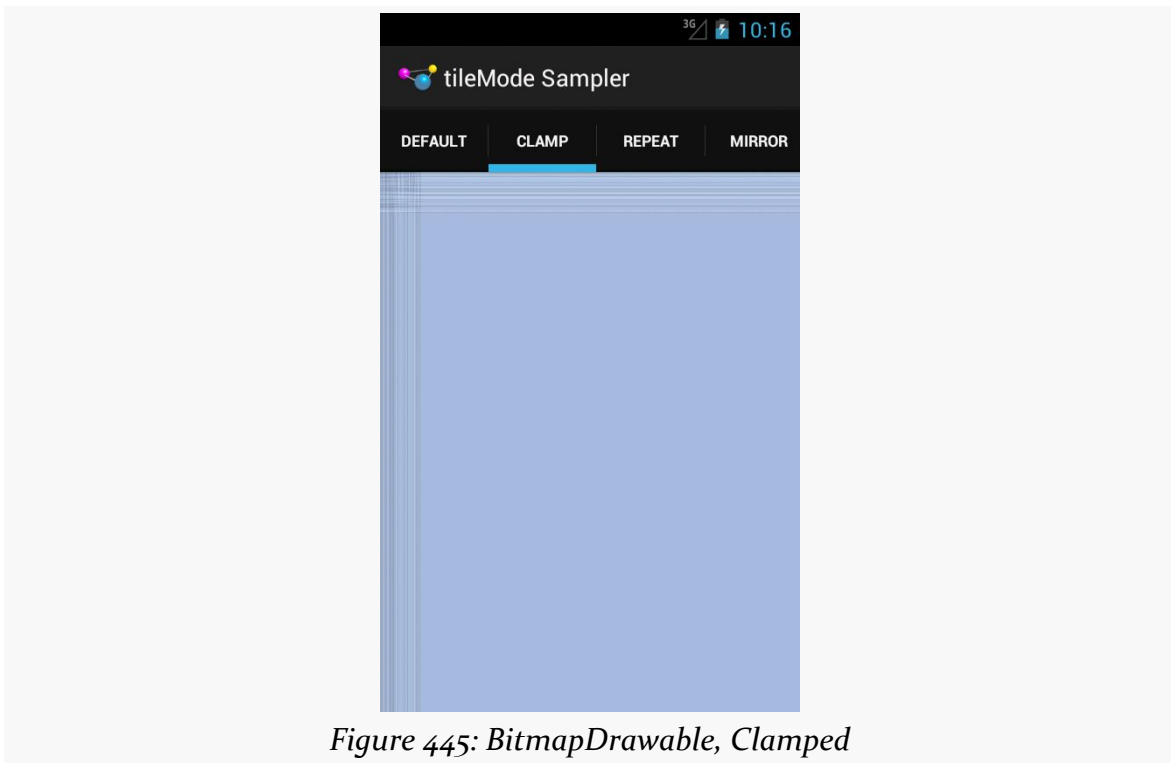 3G 10:16
tileMode Sampler
DEFAULT CLAMP REPEAT MIRROR
Figure 445: BitmapDrawable, Clamped